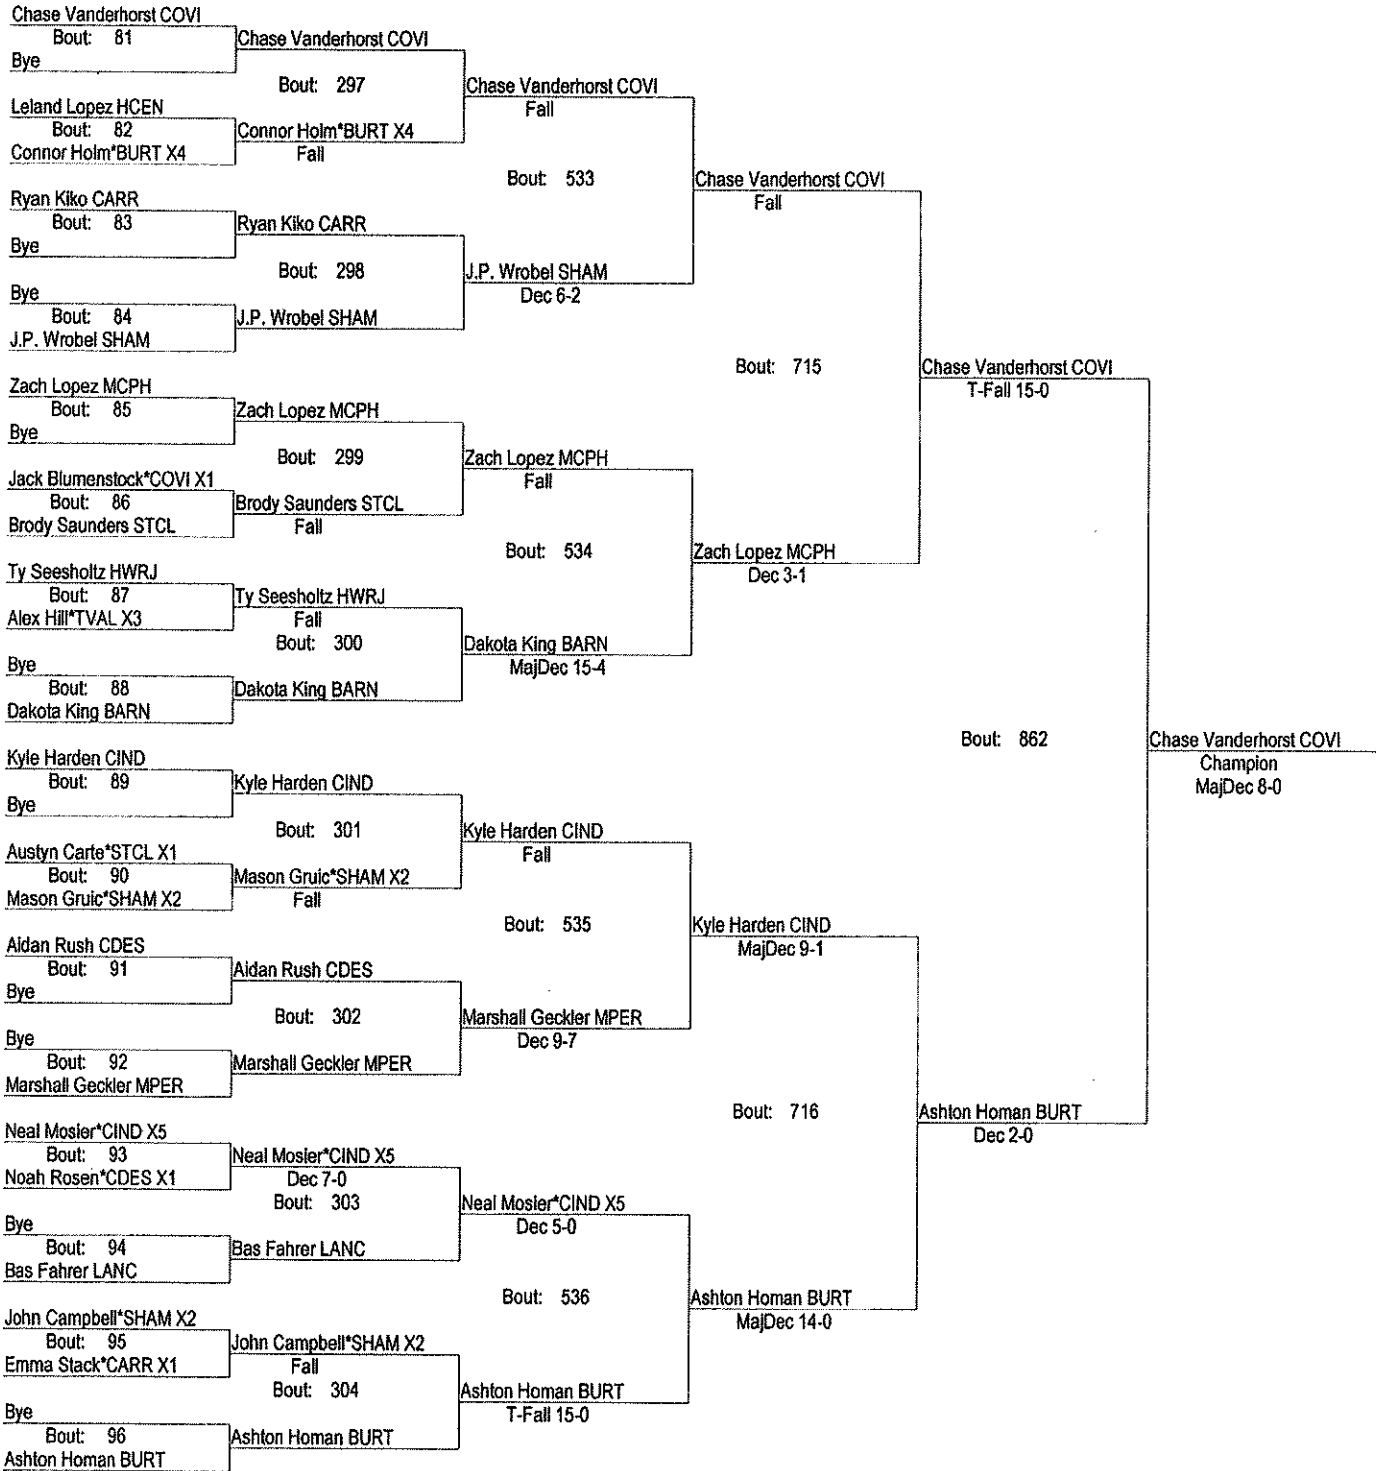 Chase Vanderhorst COVI
Bout: 81
Bye
Leland Lopez HCEN
Bout: 82
Connor Holm*BURT X4
Ryan Kiko CARR
Bout: 83
Bye
Bye
Bout: 84
J.P. Wrobel SHAM
Zach Lopez MCPH
Bout: 85
Bye
Jack Blumenstock*COVI X1
Bout: 86
Brody Saunders STCL
Ty Seesholtz HWRJ
Bout: 87
Alex Hill*TVAL X3
Bye
Bout: 88
Dakota King BARN
Kyle Harden CIND
Bout: 89
Bye
Austyn Carte*STCL X1
Bout: 90
Mason Gruic*SHAM X2
Aidan Rush CDES
Bout: 91
Bye
Bye
Bout: 92
Marshall Geckler MPER
Neal Mosier*CIND X5
Bout: 93
Noah Rosen*CDES X1
Bye
Bout: 94
Bas Fahrer LANC
John Campbell*SHAM X2
Bout: 95
Emma Stack*CARR X1
Bye
Bout: 96
Ashton Homan BURT
Chase Vanderhorst COVI
Bout: 297
Connor Holm*BURT X4
Fall
Ryan Kiko CARR
Bout: 298
J.P. Wrobel SHAM
Zach Lopez MCPH
Bout: 299
Brody Saunders STCL
Fall
Ty Seesholtz HWRJ
Fall
Bout: 300
Dakota King BARN
Kyle Harden CIND
Bout: 301
Mason Gruic*SHAM X2
Fall
Aidan Rush CDES
Bout: 302
Marshall Geckler MPER
Neal Mosier*CIND X5
Dec 7-0
Bout: 303
Bas Fahrer LANC
John Campbell*SHAM X2
Fall
Bout: 304
Ashton Homan BURT
Chase Vanderhorst COVI
Fall
Bout: 533
J.P. Wrobel SHAM
Dec 6-2
Zach Lopez MCPH
Fall
Bout: 534
Dakota King BARN
MajDec 15-4
Kyle Harden CIND
Fall
Bout: 535
Marshall Geckler MPER
Dec 9-7
Neal Mosier*CIND X5
Dec 5-0
Bout: 536
Ashton Homan BURT
T-Fall 15-0
Chase Vanderhorst COVI
Fall
Bout: 715
Zach Lopez MCPH
Dec 3-1
Kyle Harden CIND
MajDec 9-1
Bout: 716
Ashton Homan BURT
MajDec 14-0
Chase Vanderhorst COVI
T-Fall 15-0
Bout: 862
Ashton Homan BURT
Dec 2-0
Chase Vanderhorst COVI
Champion
MajDec 8-0